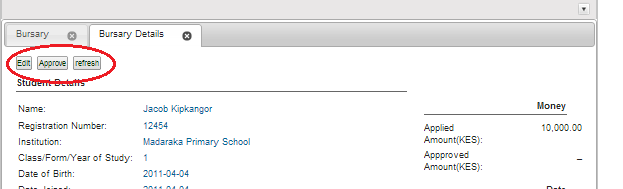 Bursary Bursary Details
Edit Approve refresh
Student Details
Name: Jacob Kipkangor
Registration Number: 12454
Institution: Madaraka Primary School
Class/Form/Year of Study: 1
Date of Birth: 2011-04-04
Date Joined: 2011-04-04
Money
Applied Amount(KES): 10,000.00
Appproved Amount(KES): –
Date